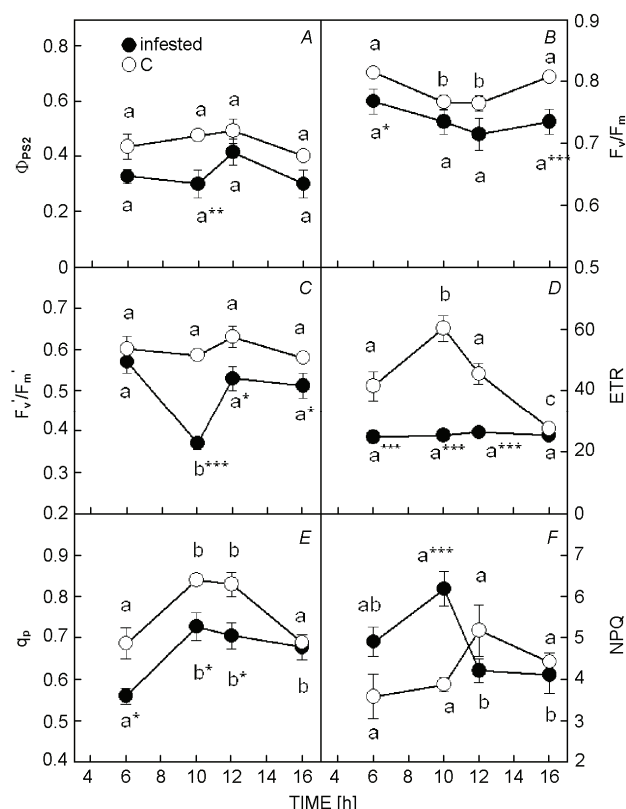 A
infested
C
a
a
a
a
a
a**
a
a
0.8
0.6
0.4
0.2
0
ΦPS2
B
a
b
b
a
a*
a
a
a***
0.9
0.8
0.7
0.6
0.5
Fv/Fm
C
a
a
a
a
a
b***
a*
a*
0.7
0.6
0.5
0.4
0.3
0.2
Fv'/Fm'
D
a
b
a
c
a***
a***
a***
a
60
40
20
0
ETR
E
a
b
b
a
a*
b*
b*
b
0.9
0.8
0.7
0.6
0.5
0.4
qp
F
ab
a***
a
a
a
a
b
b
7
6
5
4
3
2
NPQ
4 6 8 10 12 14 16
4 6 8 10 12 14 16
TIME [h]